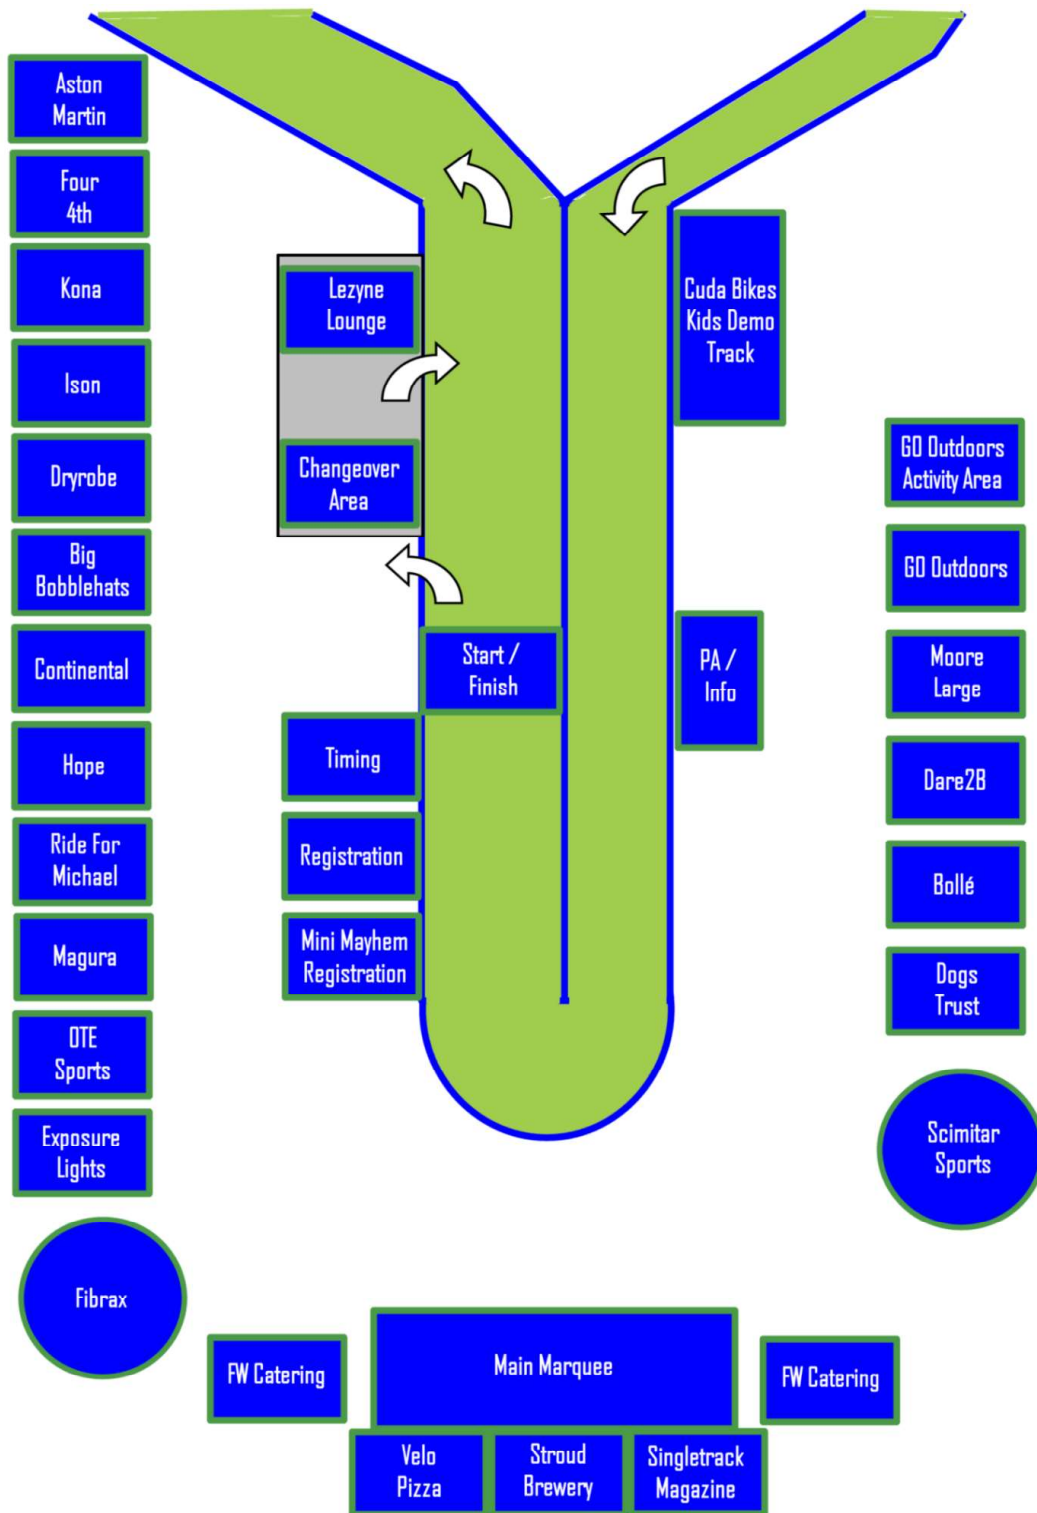 Aston
Martin
Four
4th
Kona
Ison
Dryrobe
Big
Bobblehats
Continental
Hope
Ride For
Michael
Magura
OTE
Sports
Exposure
Lights
Fibrax
Lezyne
Lounge
Changeover
Area
Start /
Finish
Timing
Registration
Mini Mayhem
Registration
Cuda Bikes
Kids Demo
Track
PA /
Info
GO Outdoors
Activity Area
GO Outdoors
Moore
Large
Dare2B
Bollé
Dogs
Trust
Scimitar
Sports
FW Catering
Main Marquee
FW Catering
Velo
Pizza
Stroud
Brewery
Singletrack
Magazine